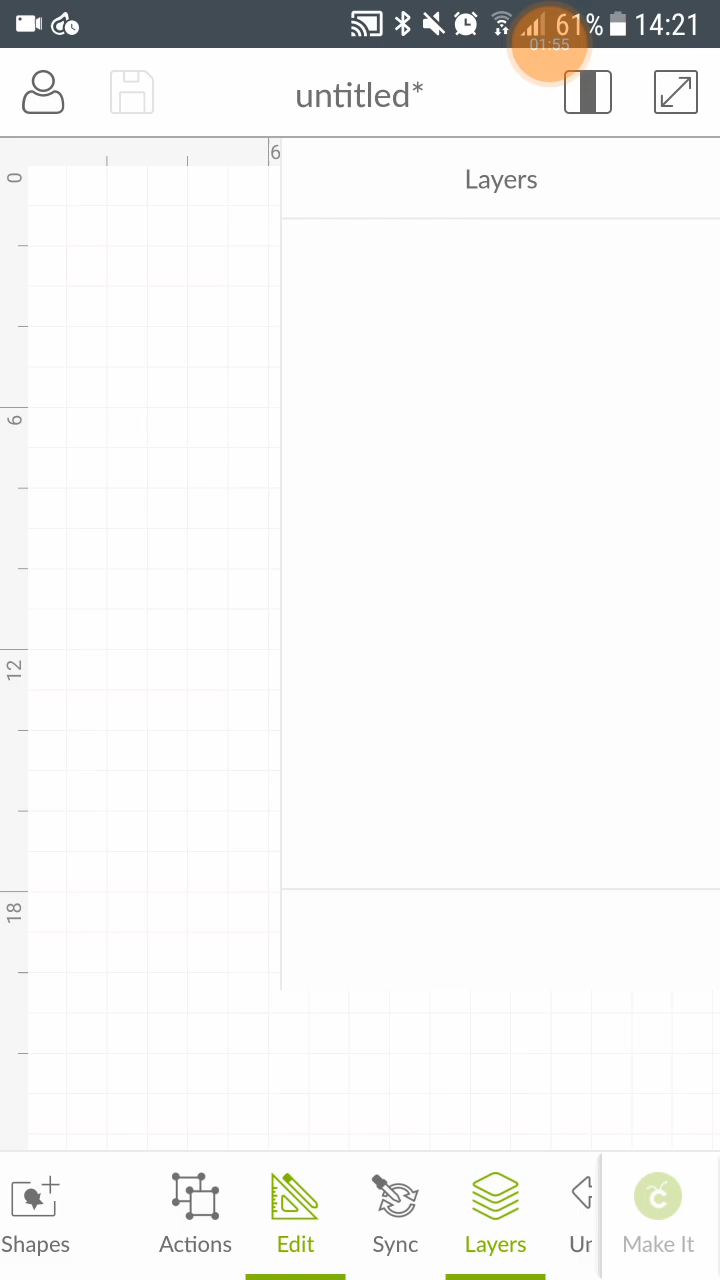 61% 14:21
01:55
untitled*
6
Layers
0
6
12
18
Shapes Actions Edit Sync Layers Un Make It